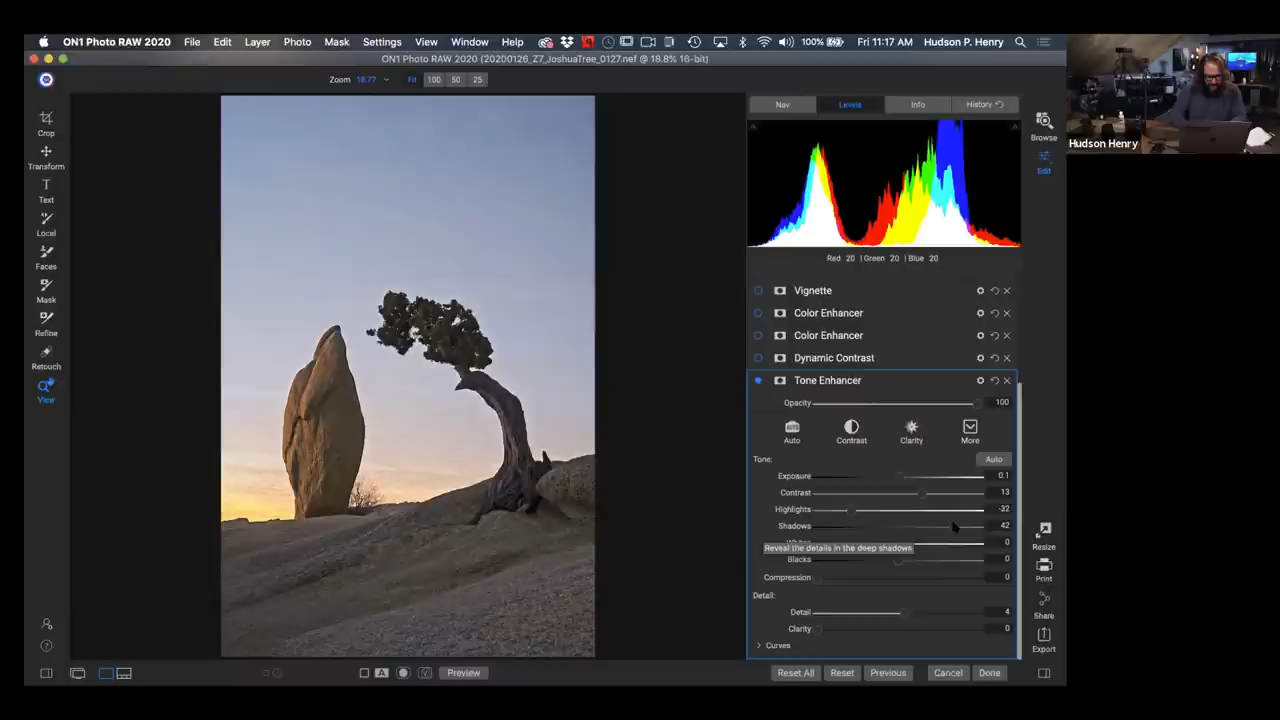 ON1 Photo RAW 2020 File Edit Layer Photo Mask Settings View Window Help 100% Fri 11:17 AM Hudson P. Henry
ON1 Photo RAW 2020 (20200126_Z7_JoshuaTree_0127.nef @ 18.8% 16-bit)
Zoom 18.77 Fit 100 50 25
Nav Levels Info History
Crop
Transform
Text
Local
Faces
Mask
Refine
Retouch
View
Red 20 | Green 20 | Blue 20
Vignette
Color Enhancer
Color Enhancer
Dynamic Contrast
Tone Enhancer
Opacity 100
AUTO
Auto Contrast Clarity More
Tone: Auto
Exposure 0.1
Contrast 13
Highlights -32
Shadows 42
0
Reveal the details in the deep shadows
Blacks 0
Compression 0
Detail:
Detail 4
Clarity 0
Curves
Browse
Edit
Resize
Print
Share
Export
A Preview
Reset All Reset Previous Cancel Done
Hudson Henry